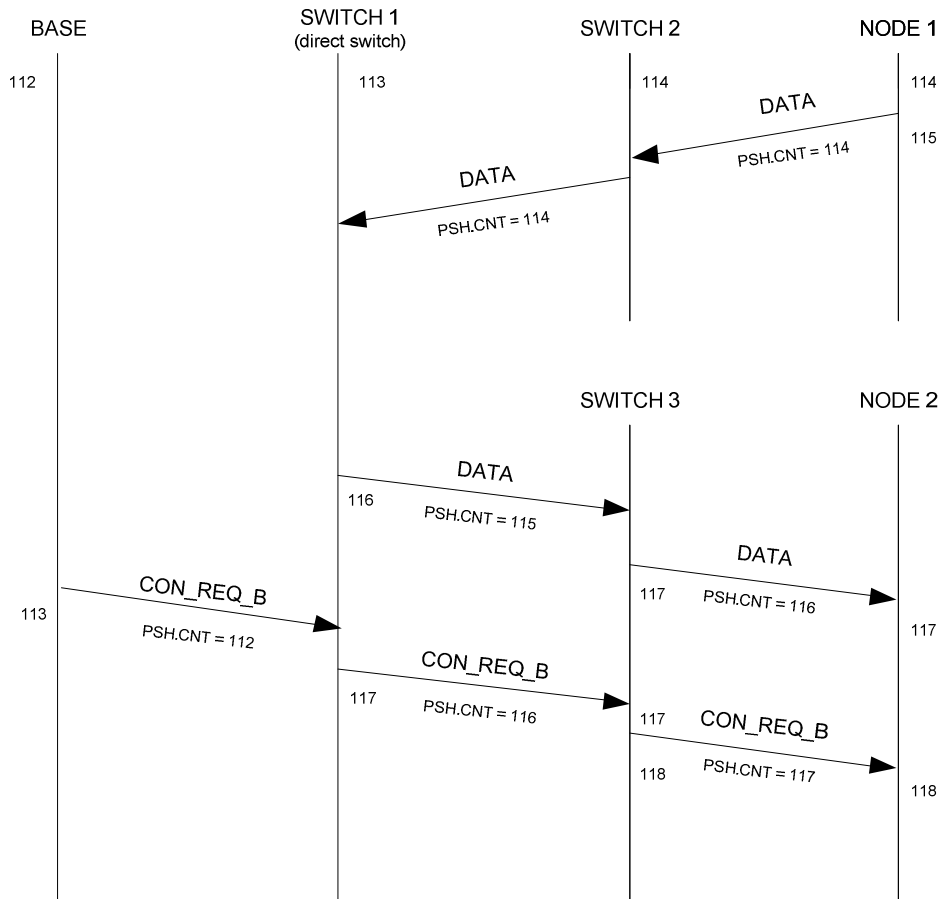 BASE
SWITCH 1
(direct switch)
SWITCH 2
NODE 1
112
113
114
114
DATA
115
PSH.CNT = 114
DATA
PSH.CNT = 114
SWITCH 3
NODE 2
DATA
116
PSH.CNT = 115
DATA
CON_REQ_B
117
PSH.CNT = 116
113
PSH.CNT = 112
117
CON_REQ_B
117
PSH.CNT = 116
117
CON_REQ_B
118
PSH.CNT = 117
118